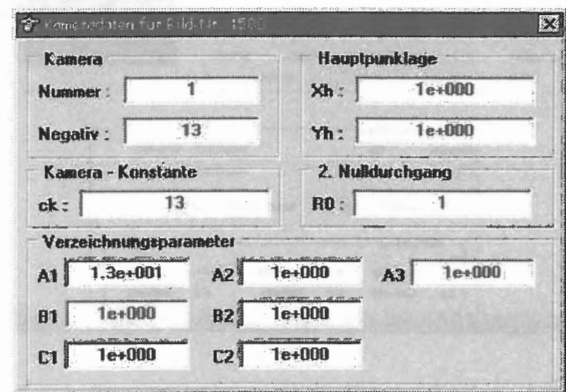 Kameradaten für Bild-Nr. 1500
Kamera
Nummer : 1
Negativ : 13
Hauptpunklage
Xh : 1e+000
Yh : 1e+000
Kamera - Konstante
ck : 13
2. Nulldurchgang
R0 : 1
Verzeichnungsparameter
A1 1.3e+001 A2 1e+000 A3 1e+000
B1 1e+000 B2 1e+000
C1 1e+000 C2 1e+000